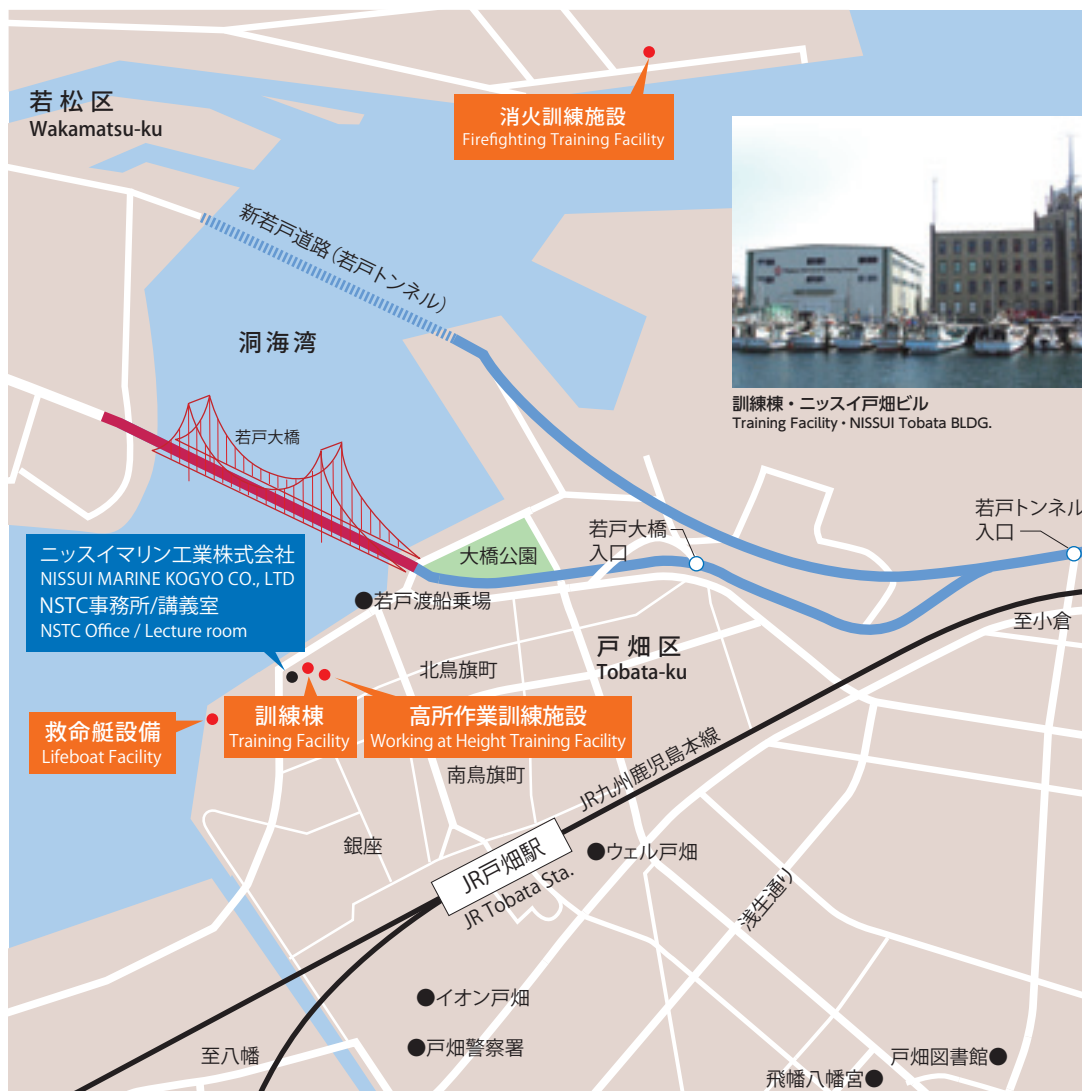 若松区
Wakamatsu-ku
消火訓練施設
Firefighting Training Facility
新若戸道路(若戸トンネル)
洞海湾
訓練棟・ニッスイ戸畑ビル
Training Facility・NISSUI Tobata BLDG.
若戸大橋
若戸大橋
入口
若戸トンネル
入口
大橋公園
ニッスイマリン工業株式会社
NISSUI MARINE KOGYO CO., LTD
NSTC事務所/講義室
NSTC Office / Lecture room
若戸渡船乗場
至小倉
戸畑区
Tobata-ku
北鳥旗町
救命艇設備
Lifeboat Facility
訓練棟
Training Facility
高所作業訓練施設
Working at Height Training Facility
南鳥旗町
JR九州鹿児島本線
銀座
JR戸畑駅
JR Tobata Sta.
ウェル戸畑
浅生通り
イオン戸畑
戸畑警察署
至八幡
戸畑図書館
飛幡八幡宮